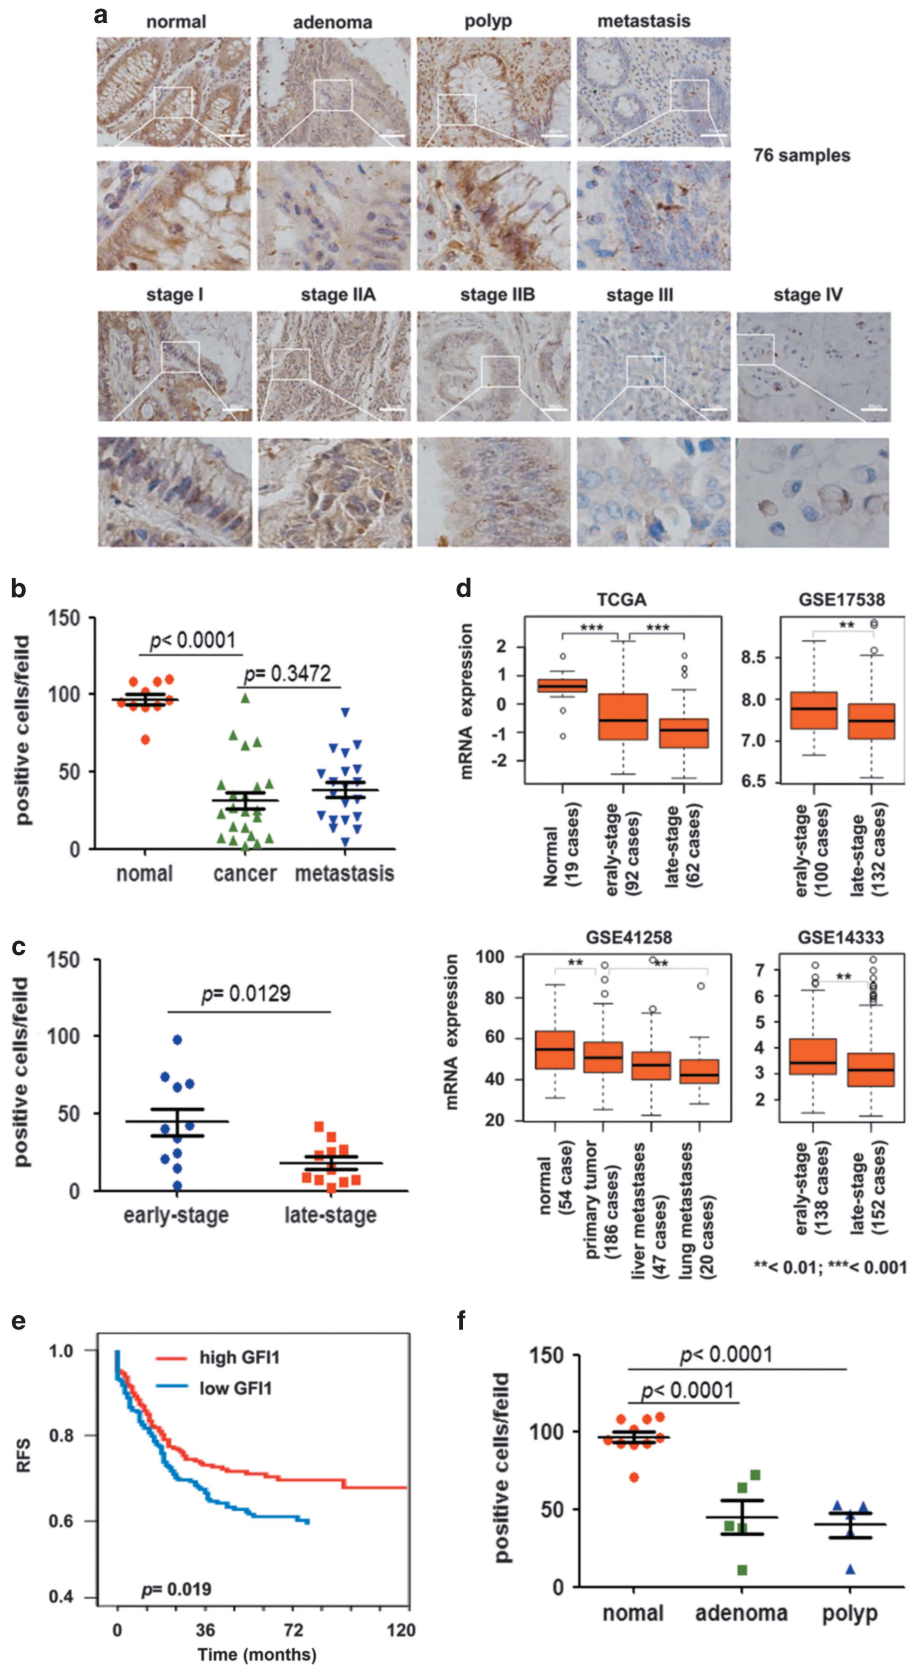 a
normal adenoma polyp metastasis
76 samples
stage I stage IIA stage IIB stage III stage IV
b
150
100
50
0
positive cells/feild
p< 0.0001
p= 0.3472
nomal cancer metastasis
c
150
100
50
0
positive cells/feild
p= 0.0129
early-stage late-stage
d
TCGA
mRNA expression
2
1
0
-1
-2
*** ***
Normal
(19 cases)
eraly-stage
(92 cases)
late-stage
(62 cases)
GSE17538
8.5
8.0
7.0
6.5
**
eraly-stage
(100 cases)
late-stage
(132 cases)
GSE41258
mRNA expression
100
80
60
40
20
** **
normal
(54 case)
primary tumor
(186 cases)
liver metastases
(47 cases)
lung metastases
(20 cases)
GSE14333
7
6
5
4
3
2
**
eraly-stage
(138 cases)
late-stage
(152 cases)
**< 0.01; ***< 0.001
e
1.0
0.8
0.6
0.4
RFS
high GFI1
low GFI1
p= 0.019
0 36 72 120
Time (months)
f
150
100
50
0
positive cells/feild
p< 0.0001
p< 0.0001
nomal adenoma polyp